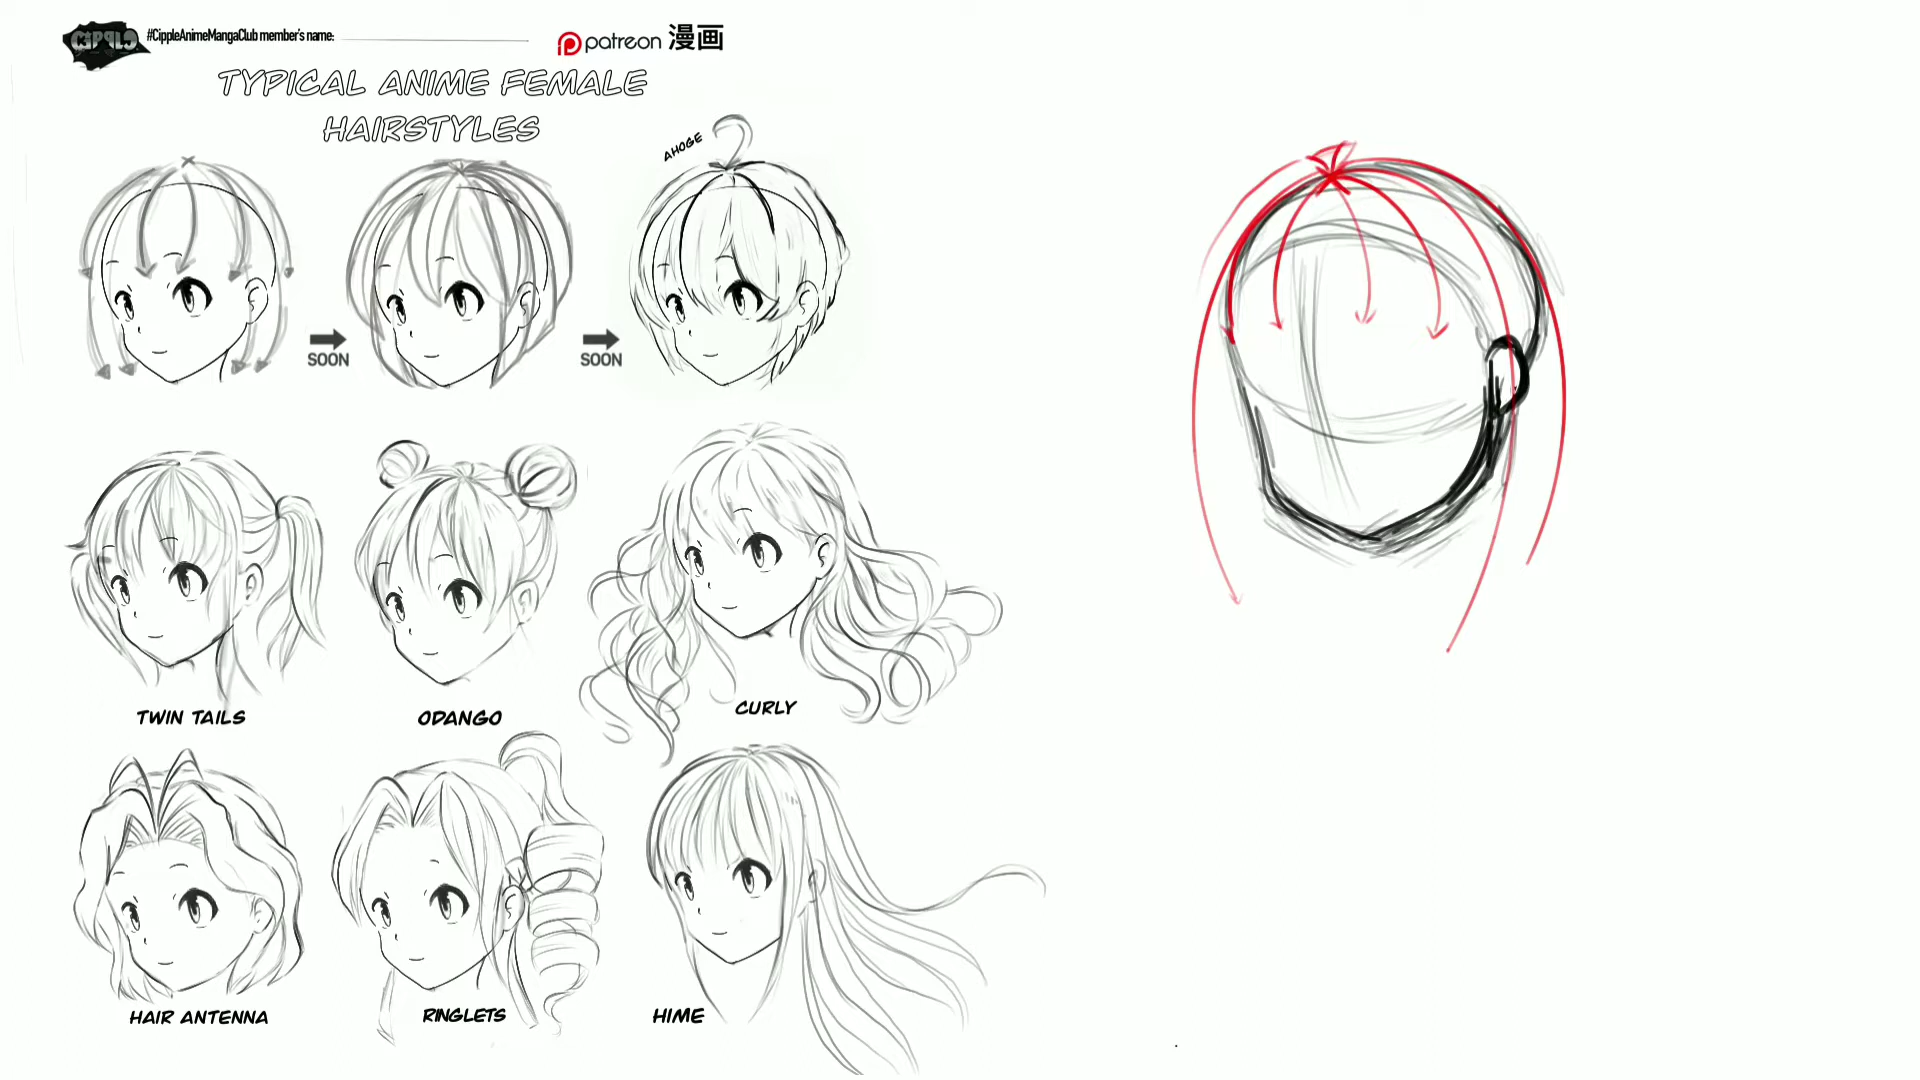 CIPPLO #CippleAnimeMangaClub member's name:
patreon 漫画
TYPICAL ANIME FEMALE
HAIRSTYLES
AHOGE
SOON
SOON
TWIN TAILS
ODANGO
CURLY
HAIR ANTENNA
RINGLETS
HIME